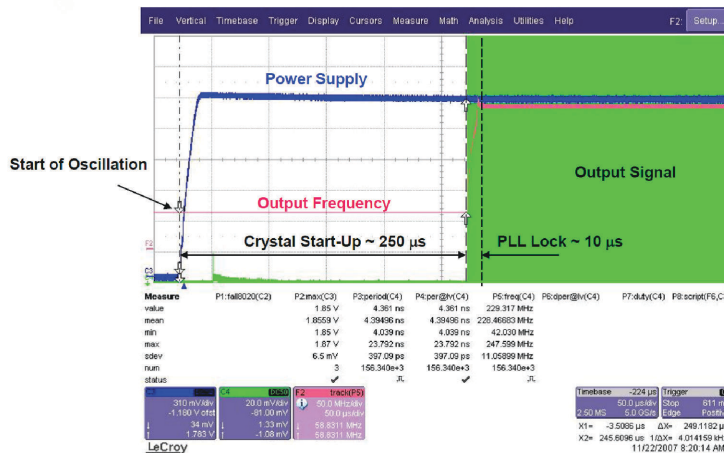 File Vertical Timebase Trigger Display Cursors Measure Math Analysis Utilities Help F2: Setup...
Power Supply
Start of Oscillation
Output Signal
Output Frequency
Crystal Start-Up ~ 250 μs
PLL Lock ~ 10 μs
F2
C3
Measure P1:fall8020(C2) P2:max(C3) P3:period(C4) P4:per@lv(C4) P5:freq(C4) P6:dper@lv(C4) P7:duty(C4) P8:script(F6,C3
value 1.85 V 4.361 ns 4.361 ns 229.317 MHz
mean 1.8559 V 4.39496 ns 4.39496 ns 228.46683 MHz
min 1.85 V 4.039 ns 4.039 ns 42.030 MHz
max 1.87 V 23.792 ns 23.792 ns 247.599 MHz
sdev 6.5 mV 397.09 ps 397.09 ps 11.05899 MHz
num 3 156.340e+3 156.340e+3 156.340e+3
status
C4 DC50 F2 track(P5) Timebase -224 μs Trigger
310 mV/div 20.0 mV/div 50.0 MHz/div 50.0 μs/div Stop 611 m
-1.180 V ofst -61.00 mV 50.0 μs/div 2.50 MS 5.0 GS/s Edge Positiv
34 mV 1.33 mV 58.8311 MHz X1= -3.5086 μs ΔX= 249.1182 μ
1.783 V -1.08 mV 58.8311 MHz X2= 245.6096 μs 1/ΔX= 4.014159 k
LeCroy 11/22/2007 8:20:14 AM